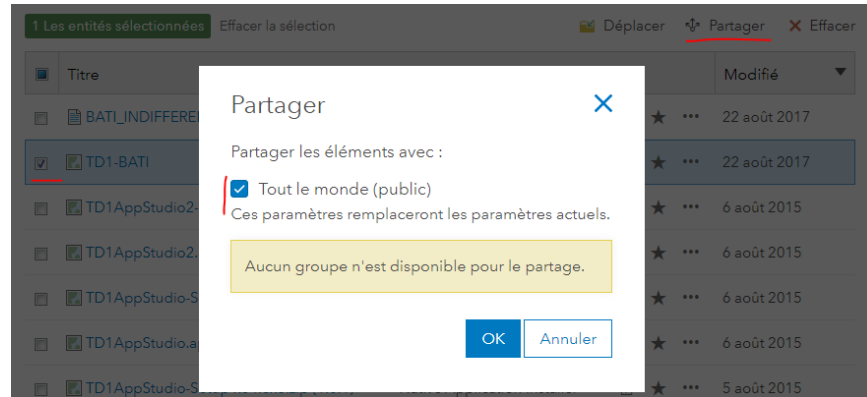 1 Les entités sélectionnées Effacer la sélection Déplacer Partager Effacer
Titre Modifié
BATI_INDIFFERE 22 août 2017
TD1-BATI 22 août 2017
TD1AppStudio2- 6 août 2015
TD1AppStudio2. 6 août 2015
TD1AppStudio-S 6 août 2015
TD1AppStudio.a 6 août 2015
TD1AppStudio-S 5 août 2015
Partager
Partager les éléments avec :
Tout le monde (public)
Ces paramètres remplaceront les paramètres actuels.
Aucun groupe n'est disponible pour le partage.
OK Annuler